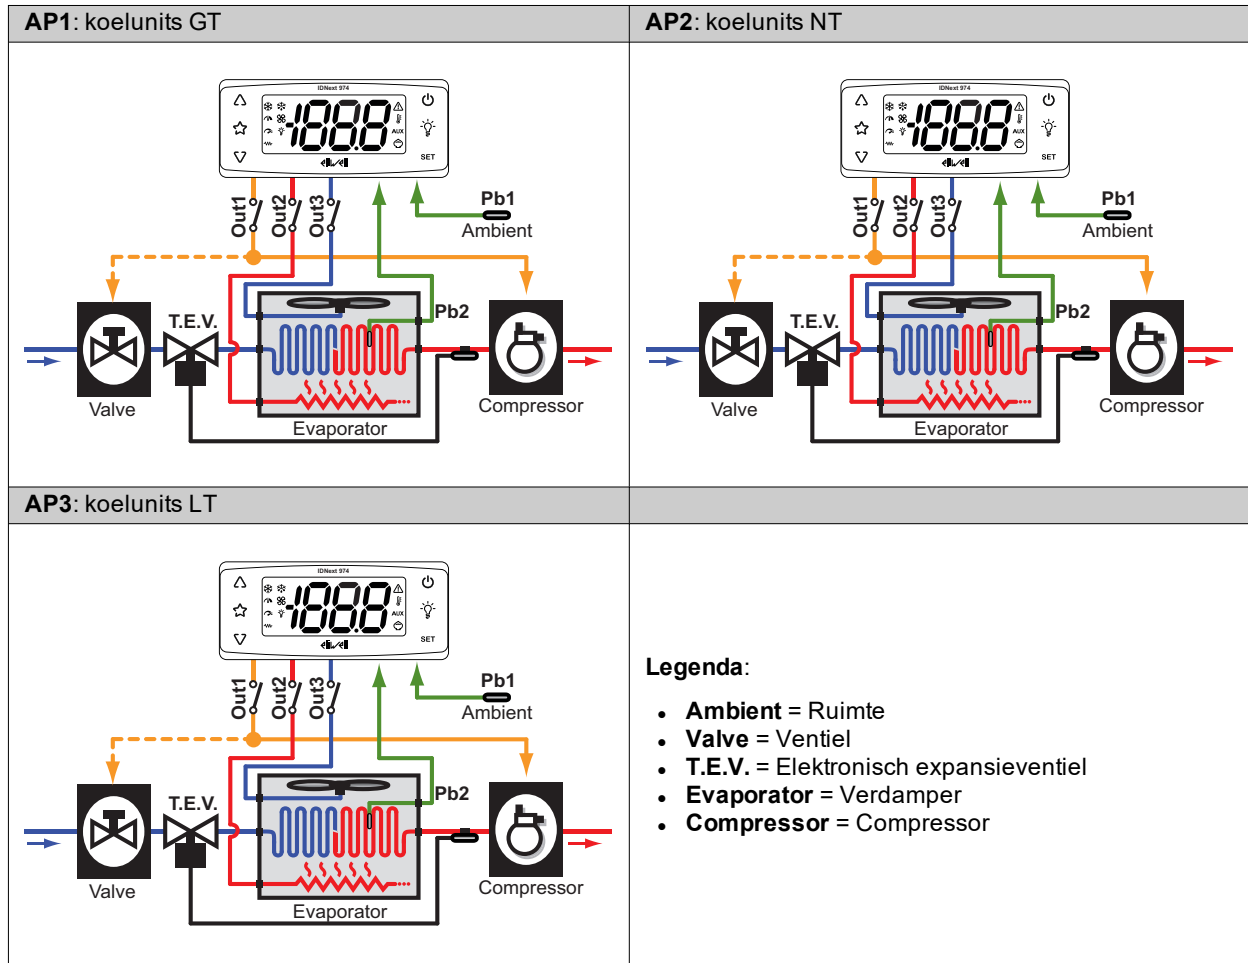 AP1: koelunits GT
AP2: koelunits NT
IDNext 974
-188.8
AUX
SET
eliwell
Out1
Out2
Out3
Pb1
Ambient
T.E.V.
Pb2
Valve
Evaporator
Compressor
IDNext 974
-188.8
AUX
SET
eliwell
Out1
Out2
Out3
Pb1
Ambient
T.E.V.
Pb2
Valve
Evaporator
Compressor
AP3: koelunits LT
IDNext 974
-188.8
AUX
SET
eliwell
Out1
Out2
Out3
Pb1
Ambient
T.E.V.
Pb2
Valve
Evaporator
Compressor
Legenda:
• Ambient = Ruimte
• Valve = Ventiel
• T.E.V. = Elektronisch expansieventiel
• Evaporator = Verdamper
• Compressor = Compressor